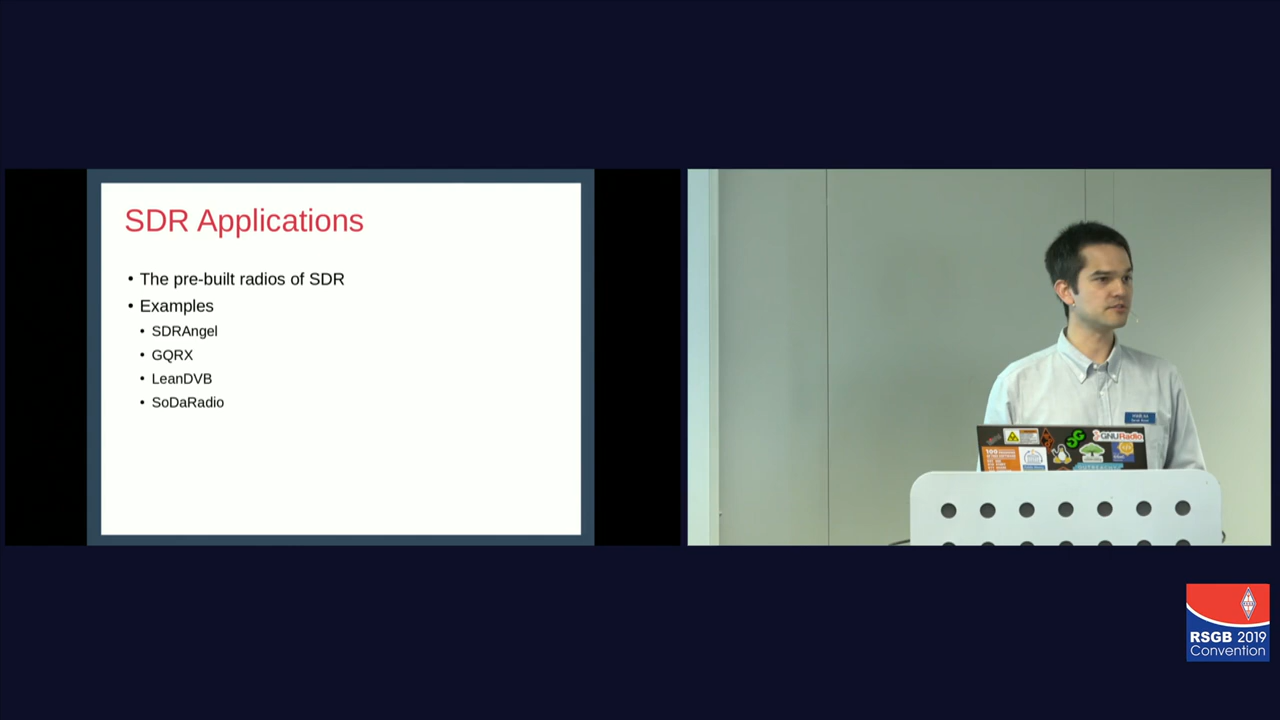 SDR Applications
• The pre-built radios of SDR
• Examples
• SDRAngel
• GQRX
• LeanDVB
• SoDaRadio
GNURadio
RSGB 2019
Convention